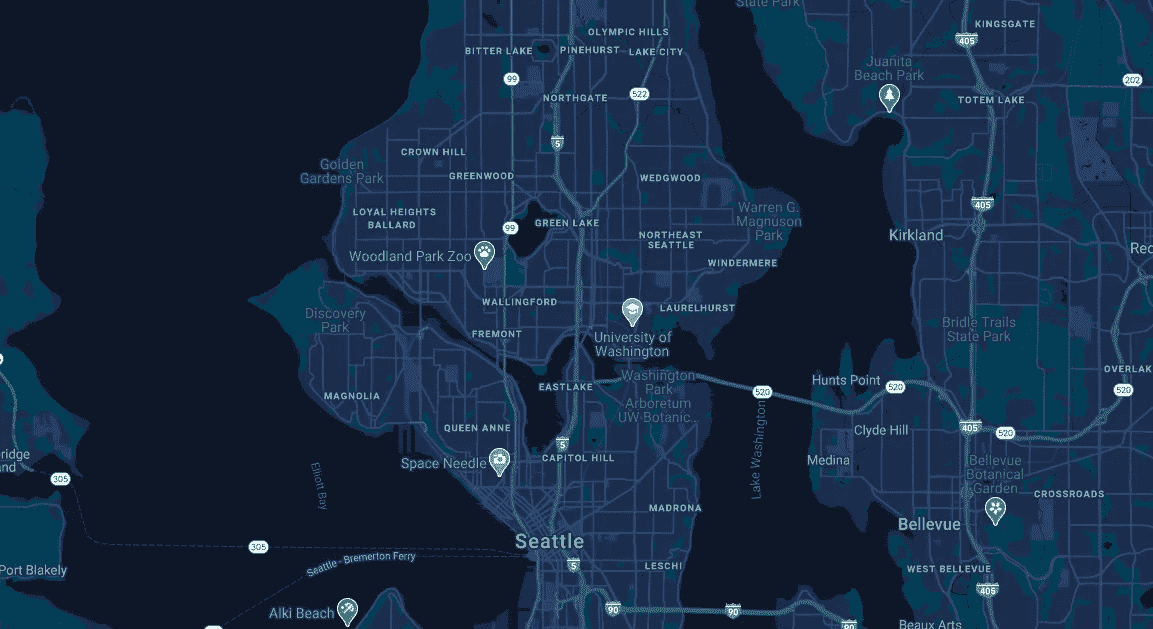 State Park
KINGSGATE
405
OLYMPIC HILLS
BITTER LAKE
PINEHURST
LAKE CITY
Juanita
Beach Park
99
202
522
NORTHGATE
TOTEM LAKE
5
CROWN HILL
Golden
Gardens Park
GREENWOOD
WEDGWOOD
405
LOYAL HEIGHTS
BALLARD
Warren G.
Magnuson
Park
99
GREEN LAKE
NORTHEAST
SEATTLE
Kirkland
Woodland Park Zoo
WINDERMERE
WALLINGFORD
LAURELHURST
Discovery
Park
FREMONT
University of
Washington
Bridle Trails
State Park
OVERLAK
EASTLAKE
Washington
Park
Arboretum
UW Botanic..
520
Hunts Point
520
520
MAGNOLIA
QUEEN ANNE
405
520
Clyde Hill
Lake Washington
5
CAPITOL HILL
Space Needle
Medina
Bellevue
Botanical
Garden
305
Elliott Bay
CROSSROADS
MADRONA
Bellevue
Seattle
305
Seattle - Bremerton Ferry
Port Blakely
5
LESCHI
WEST BELLEVUE
405
Alki Beach
90
90
90
Beaux Arts